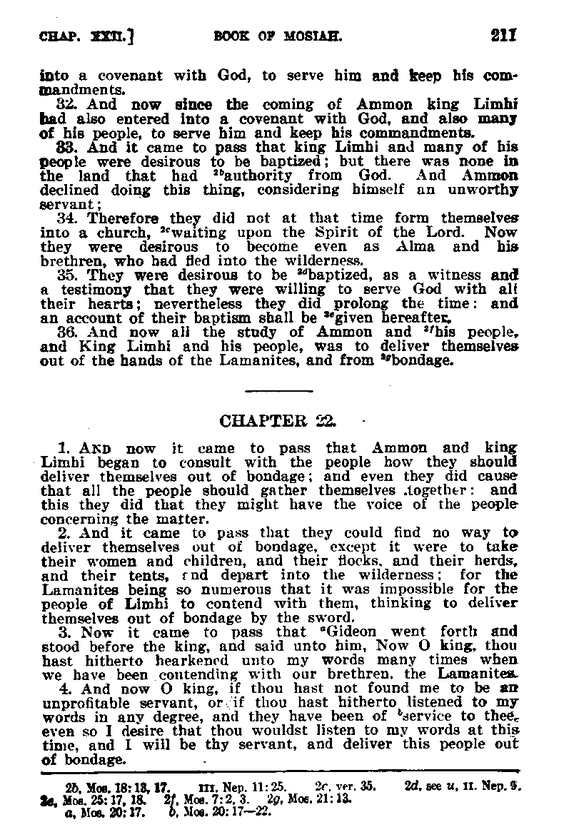 CHAP. XXII.] BOOK OF MOSIAH. 211
into a covenant with God, to serve him and keep his com-
mandments.
32. And now since the coming of Ammon king Limhi
had also entered into a covenant with God, and also many
of his people, to serve him and keep his commandments.
33. And it came to pass that king Limhi and many of his
people were desirous to be baptized; but there was none in
the land that had 2bauthority from God. And Ammon
declined doing this thing, considering himself an unworthy
servant;
34. Therefore they did not at that time form themselves
into a church, 2cwaiting upon the Spirit of the Lord. Now
they were desirous to become even as Alma and his
brethren, who had fled into the wilderness.
35. They were desirous to be 2dbaptized, as a witness and
a testimony that they were willing to serve God with all
their hearts; nevertheless they did prolong the time: and
an account of their baptism shall be 2egiven hereafter.
36. And now all the study of Ammon and 2fhis people,
and King Limhi and his people, was to deliver themselves
out of the hands of the Lamanites, and from 2gbondage.
CHAPTER 22.
1. AND now it came to pass that Ammon and king
Limhi began to consult with the people how they should
deliver themselves out of bondage; and even they did cause
that all the people should gather themselves together: and
this they did that they might have the voice of the people
concerning the matter.
2. And it came to pass that they could find no way to
deliver themselves out of bondage, except it were to take
their women and children, and their flocks, and their herds,
and their tents, and depart into the wilderness; for the
Lamanites being so numerous that it was impossible for the
people of Limhi to contend with them, thinking to deliver
themselves out of bondage by the sword.
3. Now it came to pass that aGideon went forth and
stood before the king, and said unto him, Now O king, thou
hast hitherto hearkened unto my words many times when
we have been contending with our brethren, the Lamanites.
4. And now O king, if thou hast not found me to be an
unprofitable servant, or if thou hast hitherto listened to my
words in any degree, and they have been of bservice to thee,
even so I desire that thou wouldst listen to my words at this
time, and I will be thy servant, and deliver this people out
of bondage.
2b, Mos. 18:13, 17. III. Nep. 11:25. 2c, ver. 35. 2d, see u, II. Nep. 9.
2e, Mos. 25:17, 18. 2f, Mos. 7:2, 3. 2g, Mos. 21:13.
a, Mos. 20:17. b, Mos. 20:17—22.